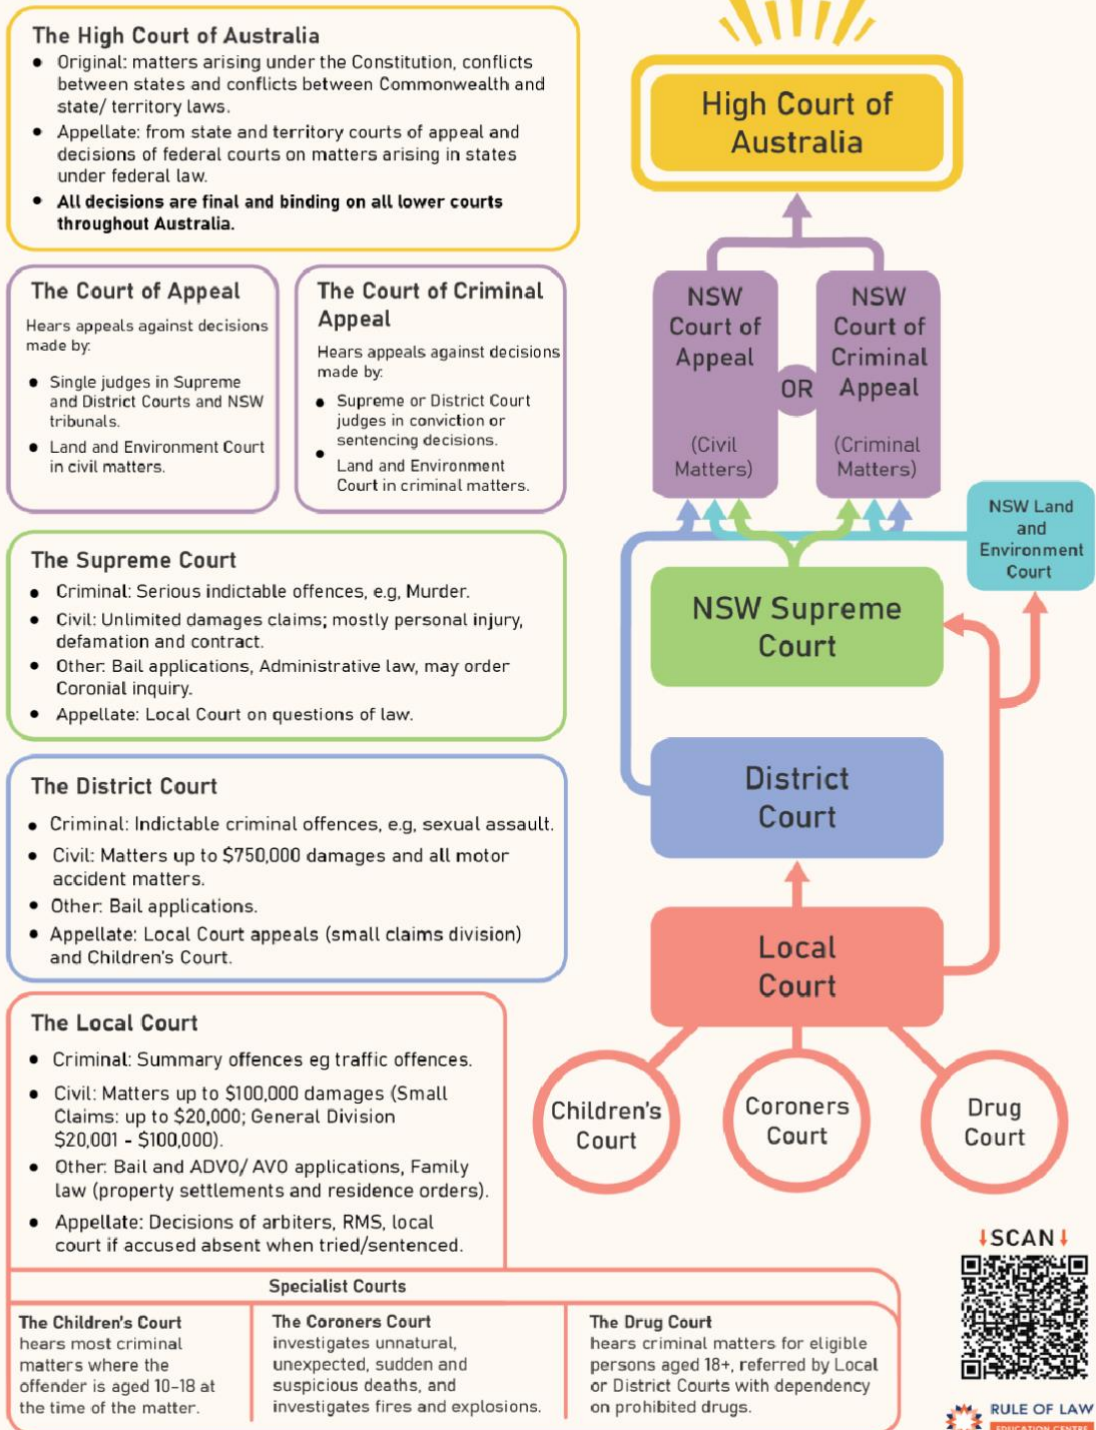 The High Court of Australia
● Original: matters arising under the Constitution, conflicts
between states and conflicts between Commonwealth and
state/ territory laws.
● Appellate: from state and territory courts of appeal and
decisions of federal courts on matters arising in states
under federal law.
● All decisions are final and binding on all lower courts
throughout Australia.
The Court of Appeal
Hears appeals against decisions
made by:
● Single judges in Supreme
and District Courts and NSW
tribunals.
● Land and Environment Court
in civil matters.
The Court of Criminal
Appeal
Hears appeals against decisions
made by:
● Supreme or District Court
judges in conviction or
sentencing decisions.
● Land and Environment
Court in criminal matters.
The Supreme Court
● Criminal: Serious indictable offences, e.g, Murder.
● Civil: Unlimited damages claims; mostly personal injury,
defamation and contract.
● Other: Bail applications, Administrative law, may order
Coronial inquiry.
● Appellate: Local Court on questions of law.
The District Court
● Criminal: Indictable criminal offences, e.g, sexual assault.
● Civil: Matters up to $750,000 damages and all motor
accident matters.
● Other: Bail applications.
● Appellate: Local Court appeals (small claims division)
and Children's Court.
The Local Court
● Criminal: Summary offences eg traffic offences.
● Civil: Matters up to $100,000 damages (Small
Claims: up to $20,000; General Division
$20,001 - $100,000).
● Other: Bail and ADVO/ AVO applications, Family
law (property settlements and residence orders).
● Appellate: Decisions of arbiters, RMS, local
court if accused absent when tried/sentenced.
Specialist Courts
The Children's Court
hears most criminal
matters where the
offender is aged 10-18 at
the time of the matter.
The Coroners Court
investigates unnatural,
unexpected, sudden and
suspicious deaths, and
investigates fires and explosions.
The Drug Court
hears criminal matters for eligible
persons aged 18+, referred by Local
or District Courts with dependency
on prohibited drugs.
High Court of
Australia
NSW
Court of
Appeal
(Civil
Matters)
OR
NSW
Court of
Criminal
Appeal
(Criminal
Matters)
NSW Land
and
Environment
Court
NSW Supreme
Court
District
Court
Local
Court
Children's
Court
Coroners
Court
Drug
Court
↓SCAN↓
RULE OF LAW
EDUCATION CENTRE